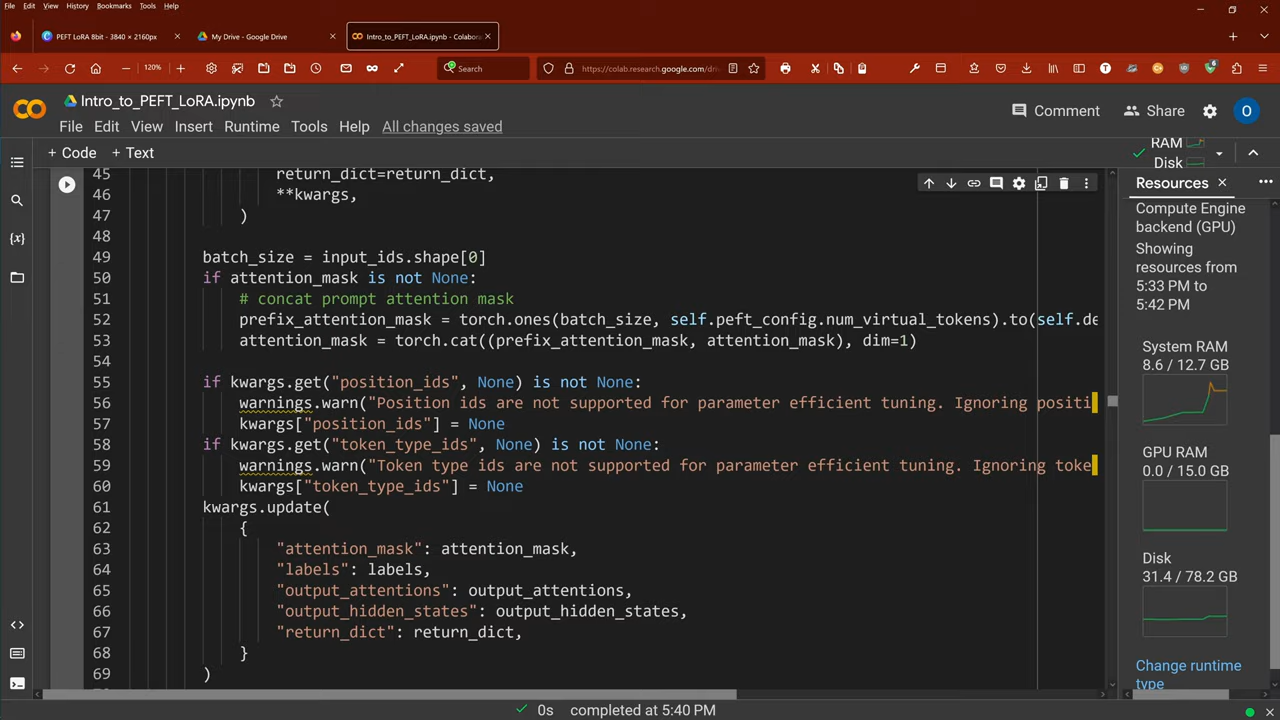 File Edit View History Bookmarks Tools Help
PEFT LoRA 8bit - 3840 × 2160p
My Drive - Google Drive
Intro_to_PEFT_LoRA.ipynb - Colabora
120%
Search
https://colab.research.google.com/dri
Intro_to_PEFT_LoRA.ipynb
Comment
Share
O
File Edit View Insert Runtime Tools Help All changes saved
+ Code + Text
RAM
Disk
45 return_dict=return_dict,
46 **kwargs,
47 )
48
49 batch_size = input_ids.shape[0]
50 if attention_mask is not None:
51 # concat prompt attention mask
52 prefix_attention_mask = torch.ones(batch_size, self.peft_config.num_virtual_tokens).to(self.de
53 attention_mask = torch.cat((prefix_attention_mask, attention_mask), dim=1)
54
55 if kwargs.get("position_ids", None) is not None:
56 warnings.warn("Position ids are not supported for parameter efficient tuning. Ignoring positi
57 kwargs["position_ids"] = None
58 if kwargs.get("token_type_ids", None) is not None:
59 warnings.warn("Token type ids are not supported for parameter efficient tuning. Ignoring toke
60 kwargs["token_type_ids"] = None
61 kwargs.update(
62 {
63 "attention_mask": attention_mask,
64 "labels": labels,
65 "output_attentions": output_attentions,
66 "output_hidden_states": output_hidden_states,
67 "return_dict": return_dict,
68 }
69 )
Resources
Compute Engine
backend (GPU)
Showing
resources from
5:33 PM to
5:42 PM
System RAM
8.6 / 12.7 GB
GPU RAM
0.0 / 15.0 GB
Disk
31.4 / 78.2 GB
Change runtime
type
0s completed at 5:40 PM